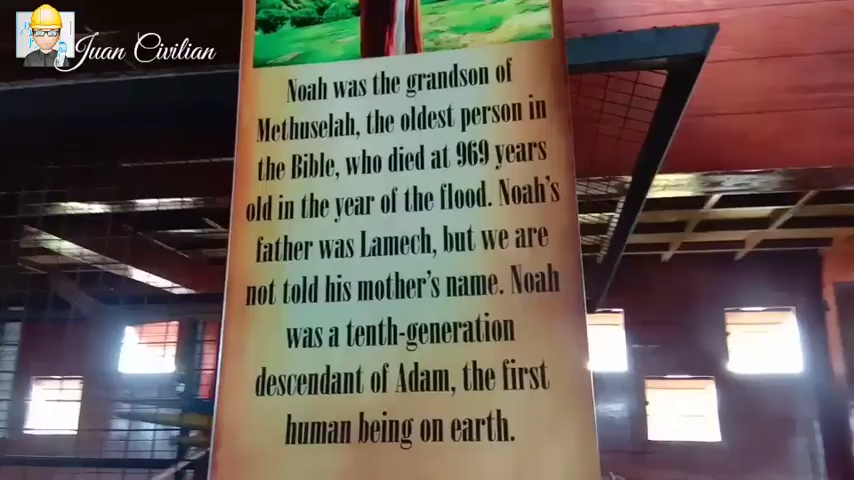 Juan Civilian
Noah was the grandson of
Methuselah, the oldest person in
the Bible, who died at 969 years
old in the year of the flood. Noah's
father was Lamech, but we are
not told his mother's name. Noah
was a tenth-generation
descendant of Adam, the first
human being on earth.